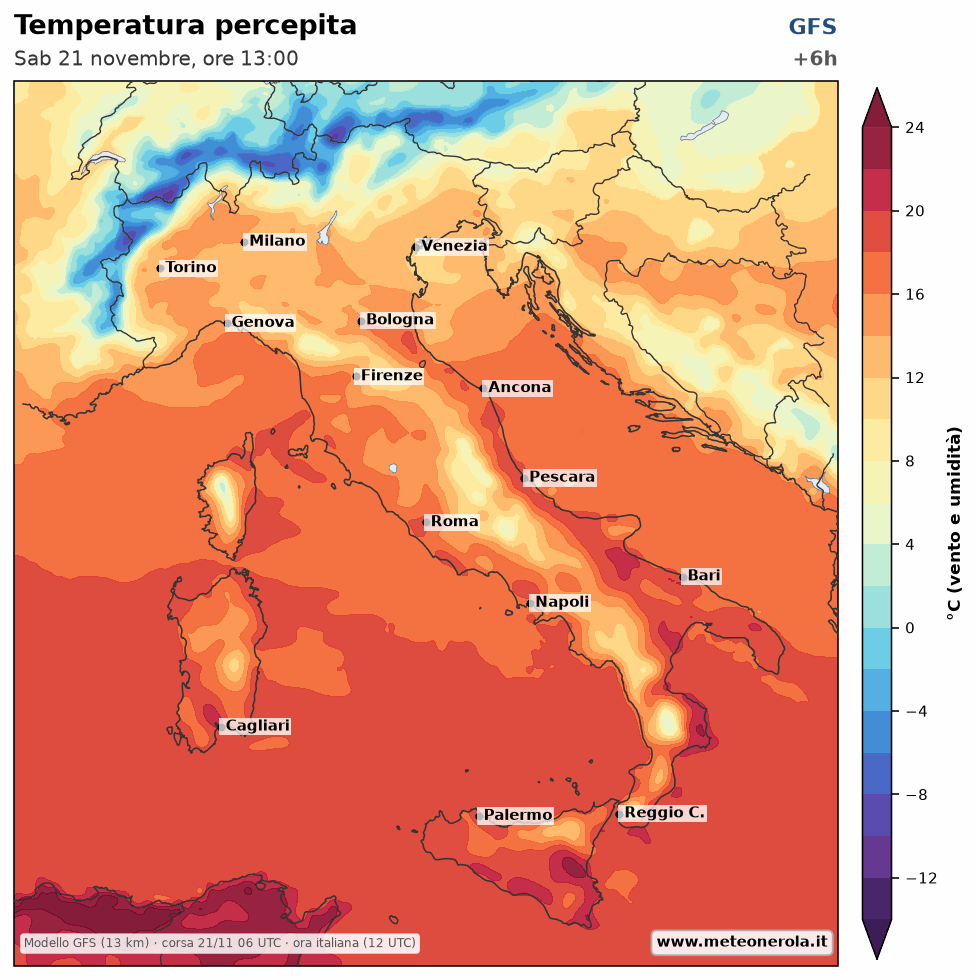 Temperatura percepita
GFS
Sab 21 novembre, ore 13:00
+6h
Milano
Venezia
Torino
Genova
Bologna
Firenze
Ancona
Pescara
Roma
Bari
Napoli
Cagliari
Palermo
Reggio C.
24
20
16
12
8
4
0
−4
−8
−12
°C (vento e umidità)
Modello GFS (13 km) · corsa 21/11 06 UTC · ora italiana (12 UTC)
www.meteonerola.it